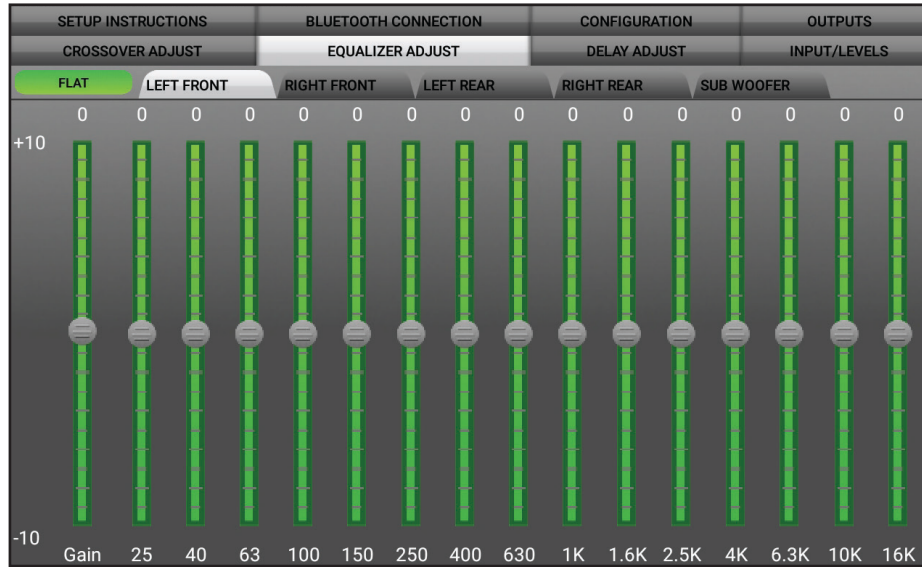 SETUP INSTRUCTIONS BLUETOOTH CONNECTION CONFIGURATION OUTPUTS
CROSSOVER ADJUST EQUALIZER ADJUST DELAY ADJUST INPUT/LEVELS
FLAT LEFT FRONT RIGHT FRONT LEFT REAR RIGHT REAR SUB WOOFER
0 0 0 0 0 0 0 0 0 0 0 0 0 0 0 0
+10
-10
Gain 25 40 63 100 150 250 400 630 1K 1.6K 2.5K 4K 6.3K 10K 16K